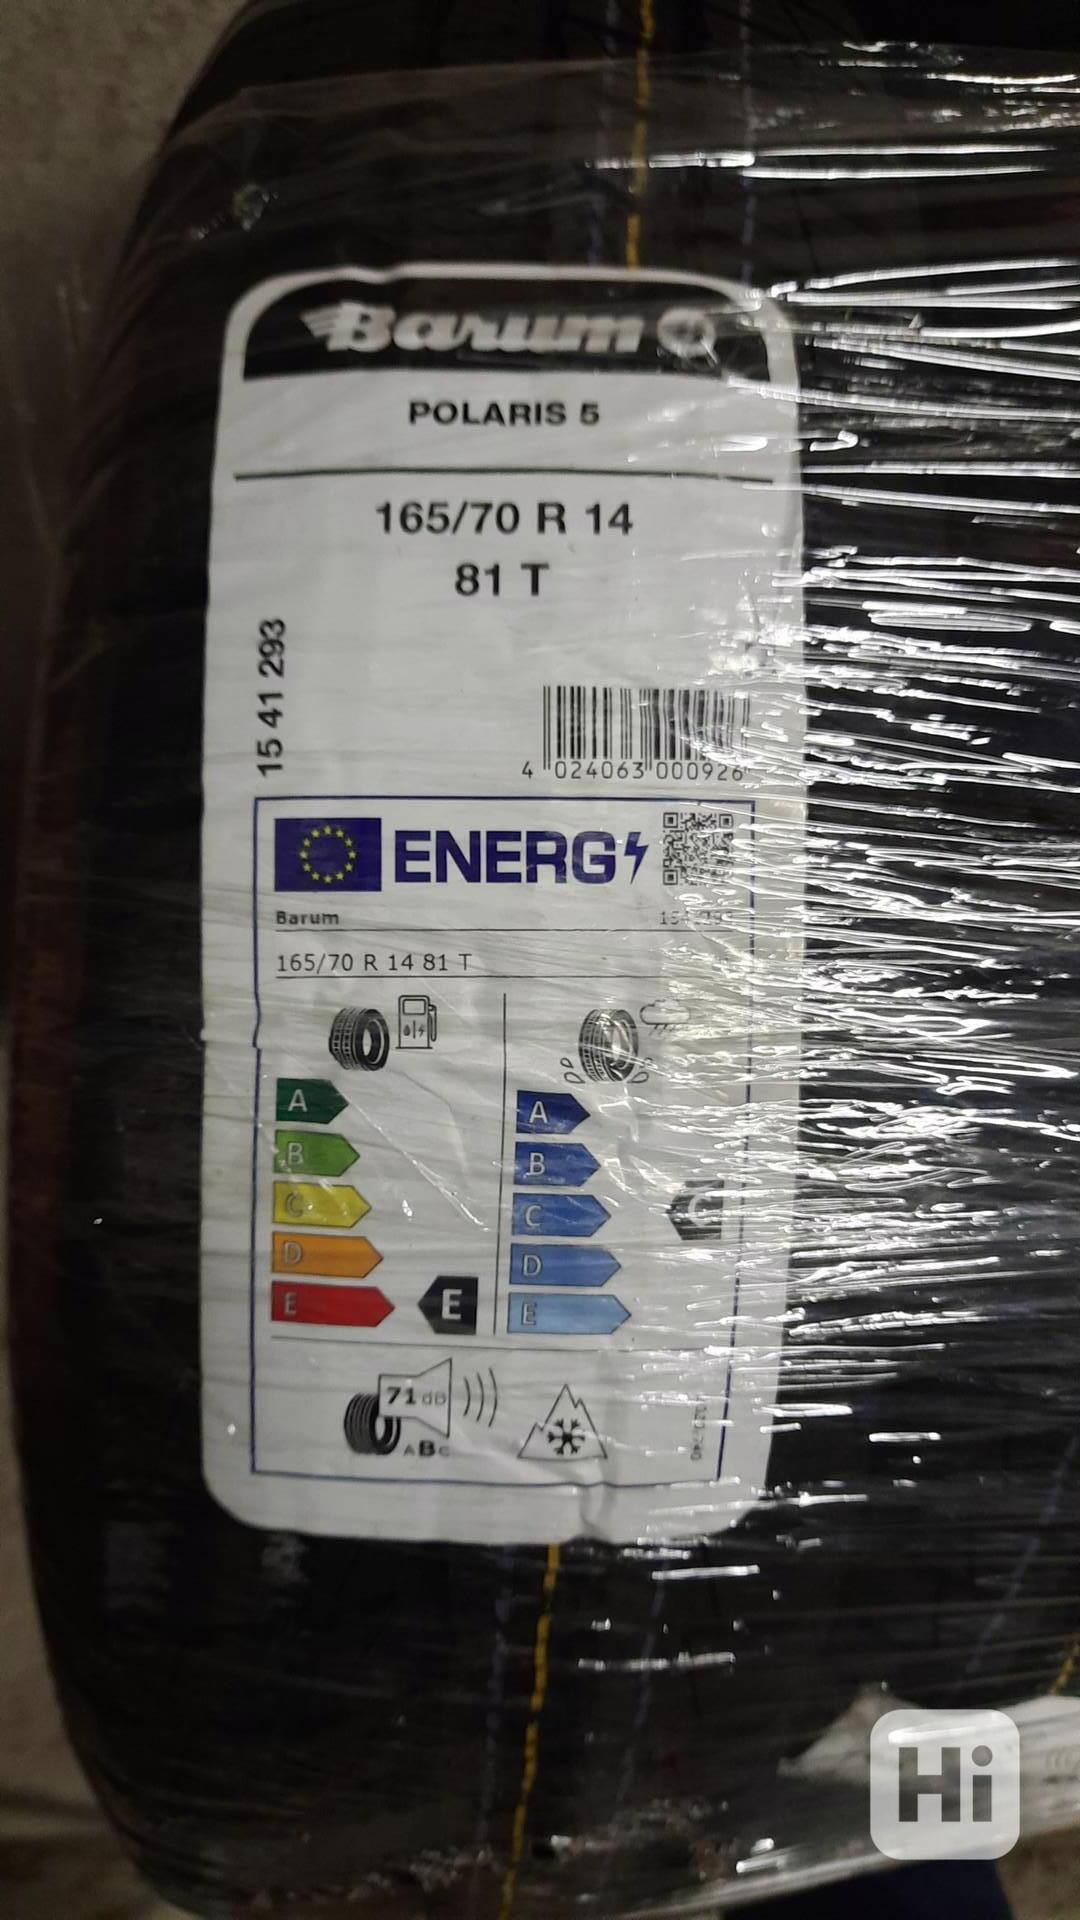 Barum
POLARIS 5
165/70 R 14
81 T
15 41 293
4 024063 000926
ENERG
Barum
165/70 R 14 81 T
A
B
C
D
E
E
A
B
C
D
E
C
71 dB
ABC
Hi